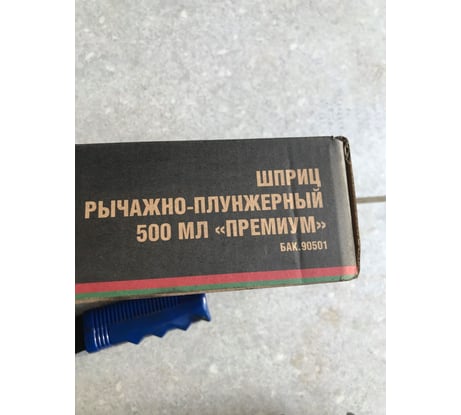 ШПРИЦ
РЫЧАЖНО-ПЛУНЖЕРНЫЙ
500 МЛ «ПРЕМИУМ»
БАК.90501